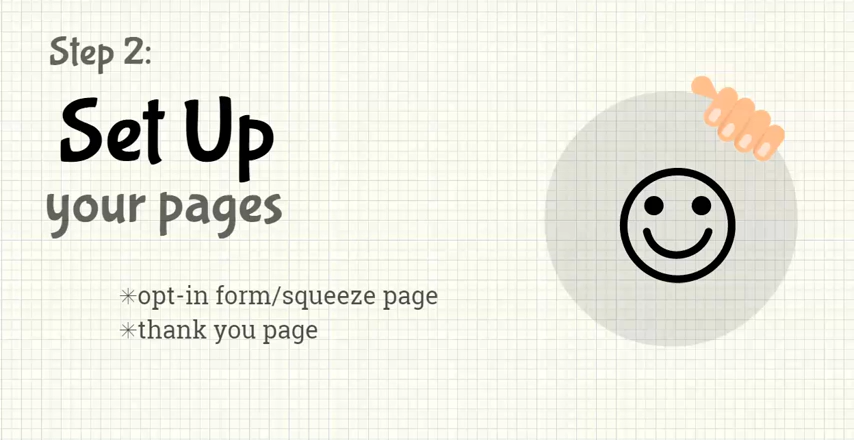 Step 2:
Set Up
your pages
✳opt-in form/squeeze page
✳thank you page